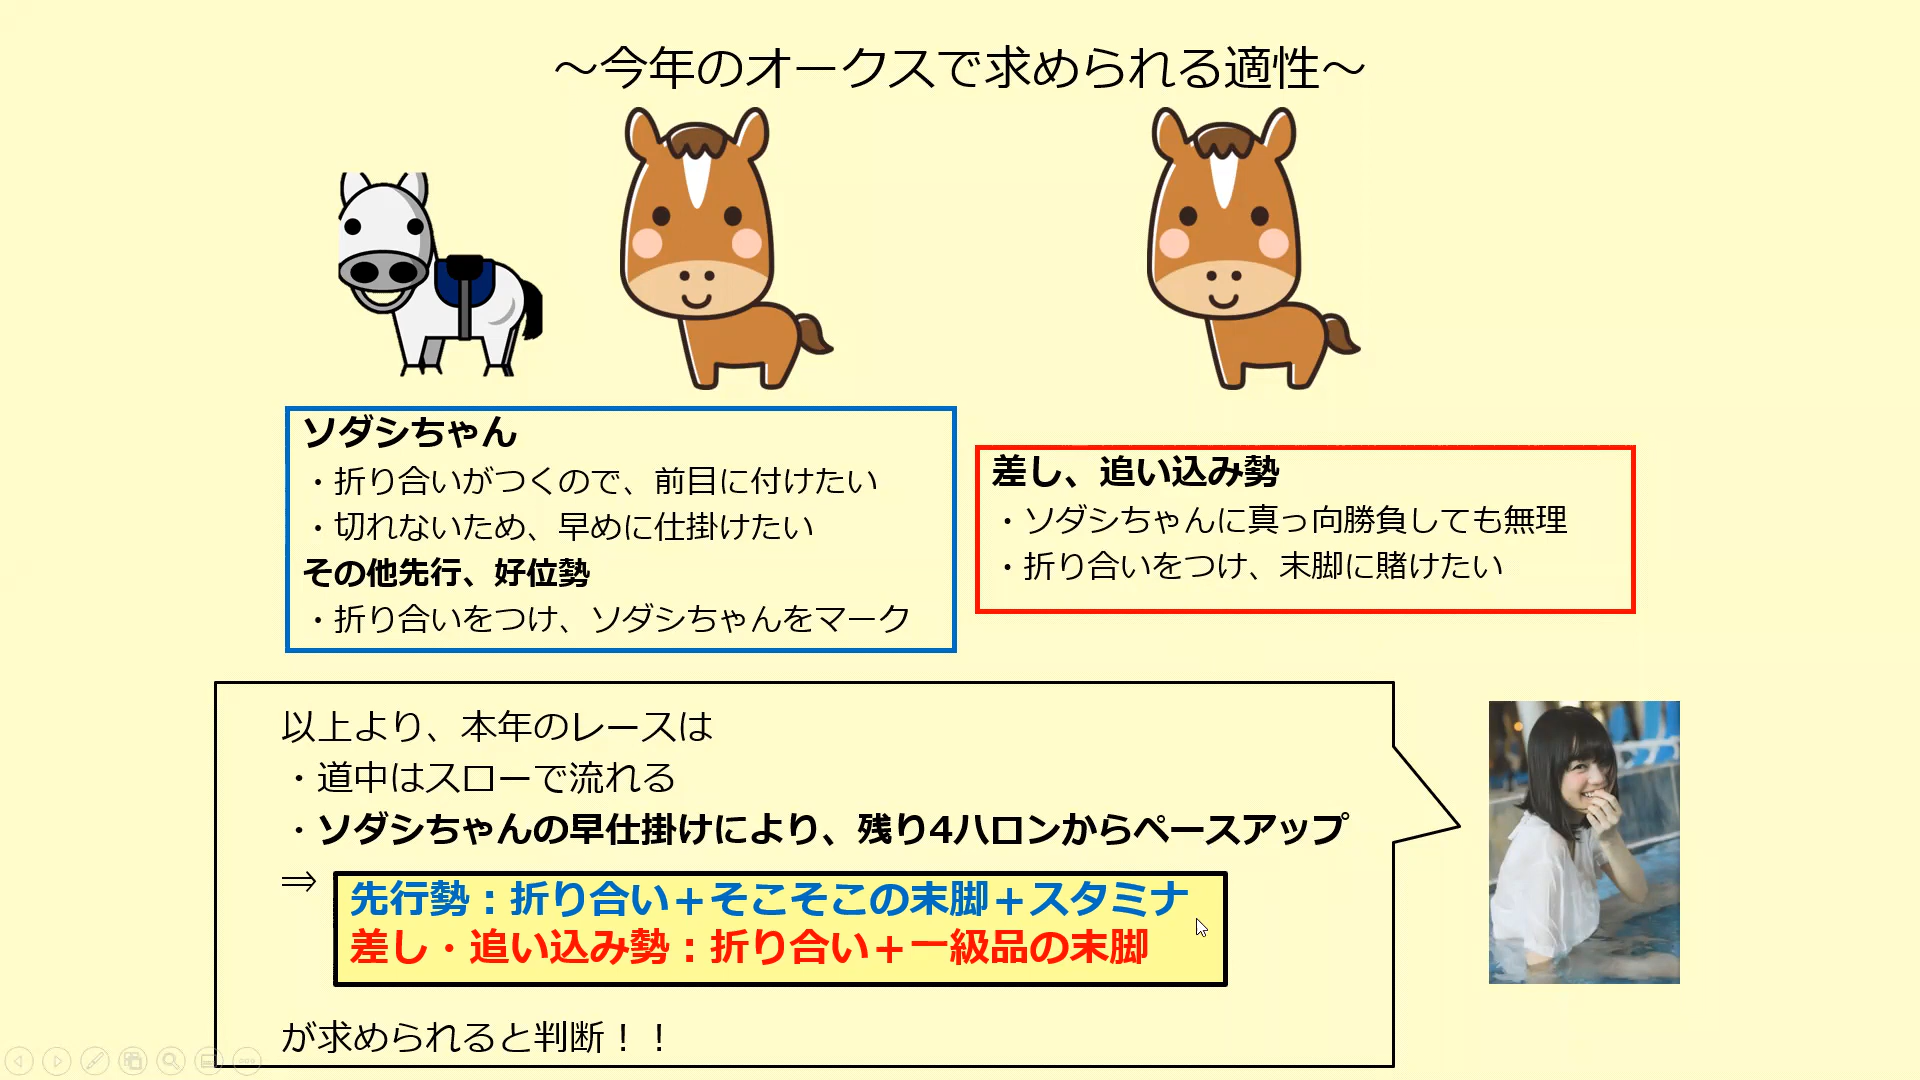 ～今年のオークスで求められる適性～
ソダシちゃん
・折り合いがつくので、前目に付けたい
・切れないため、早めに仕掛けたい
その他先行、好位勢
・折り合いをつけ、ソダシちゃんをマーク
差し、追い込み勢
・ソダシちゃんに真っ向勝負しても無理
・折り合いをつけ、末脚に賭けたい
以上より、本年のレースは
・道中はスローで流れる
・ソダシちゃんの早仕掛けにより、残り4ハロンからペースアップ
⇒
先行勢：折り合い＋そこそこの末脚＋スタミナ
差し・追い込み勢：折り合い＋一級品の末脚
が求められると判断！！